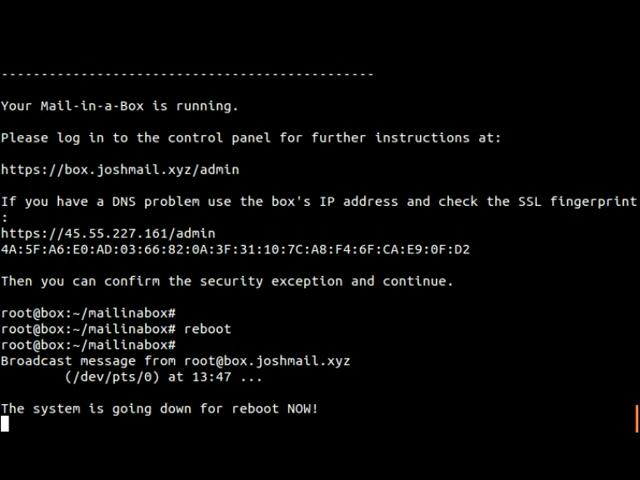 -----------------------------------------------
Your Mail-in-a-Box is running.
Please log in to the control panel for further instructions at:
https://box.joshmail.xyz/admin
If you have a DNS problem use the box's IP address and check the SSL fingerprint
:
https://45.55.227.161/admin
4A:5F:A6:E0:AD:03:66:82:0A:3F:31:10:7C:A8:F4:6F:CA:E9:0F:D2
Then you can confirm the security exception and continue.
root@box:~/mailinabox#
root@box:~/mailinabox# reboot
root@box:~/mailinabox#
Broadcast message from root@box.joshmail.xyz
(/dev/pts/0) at 13:47 ...
The system is going down for reboot NOW!